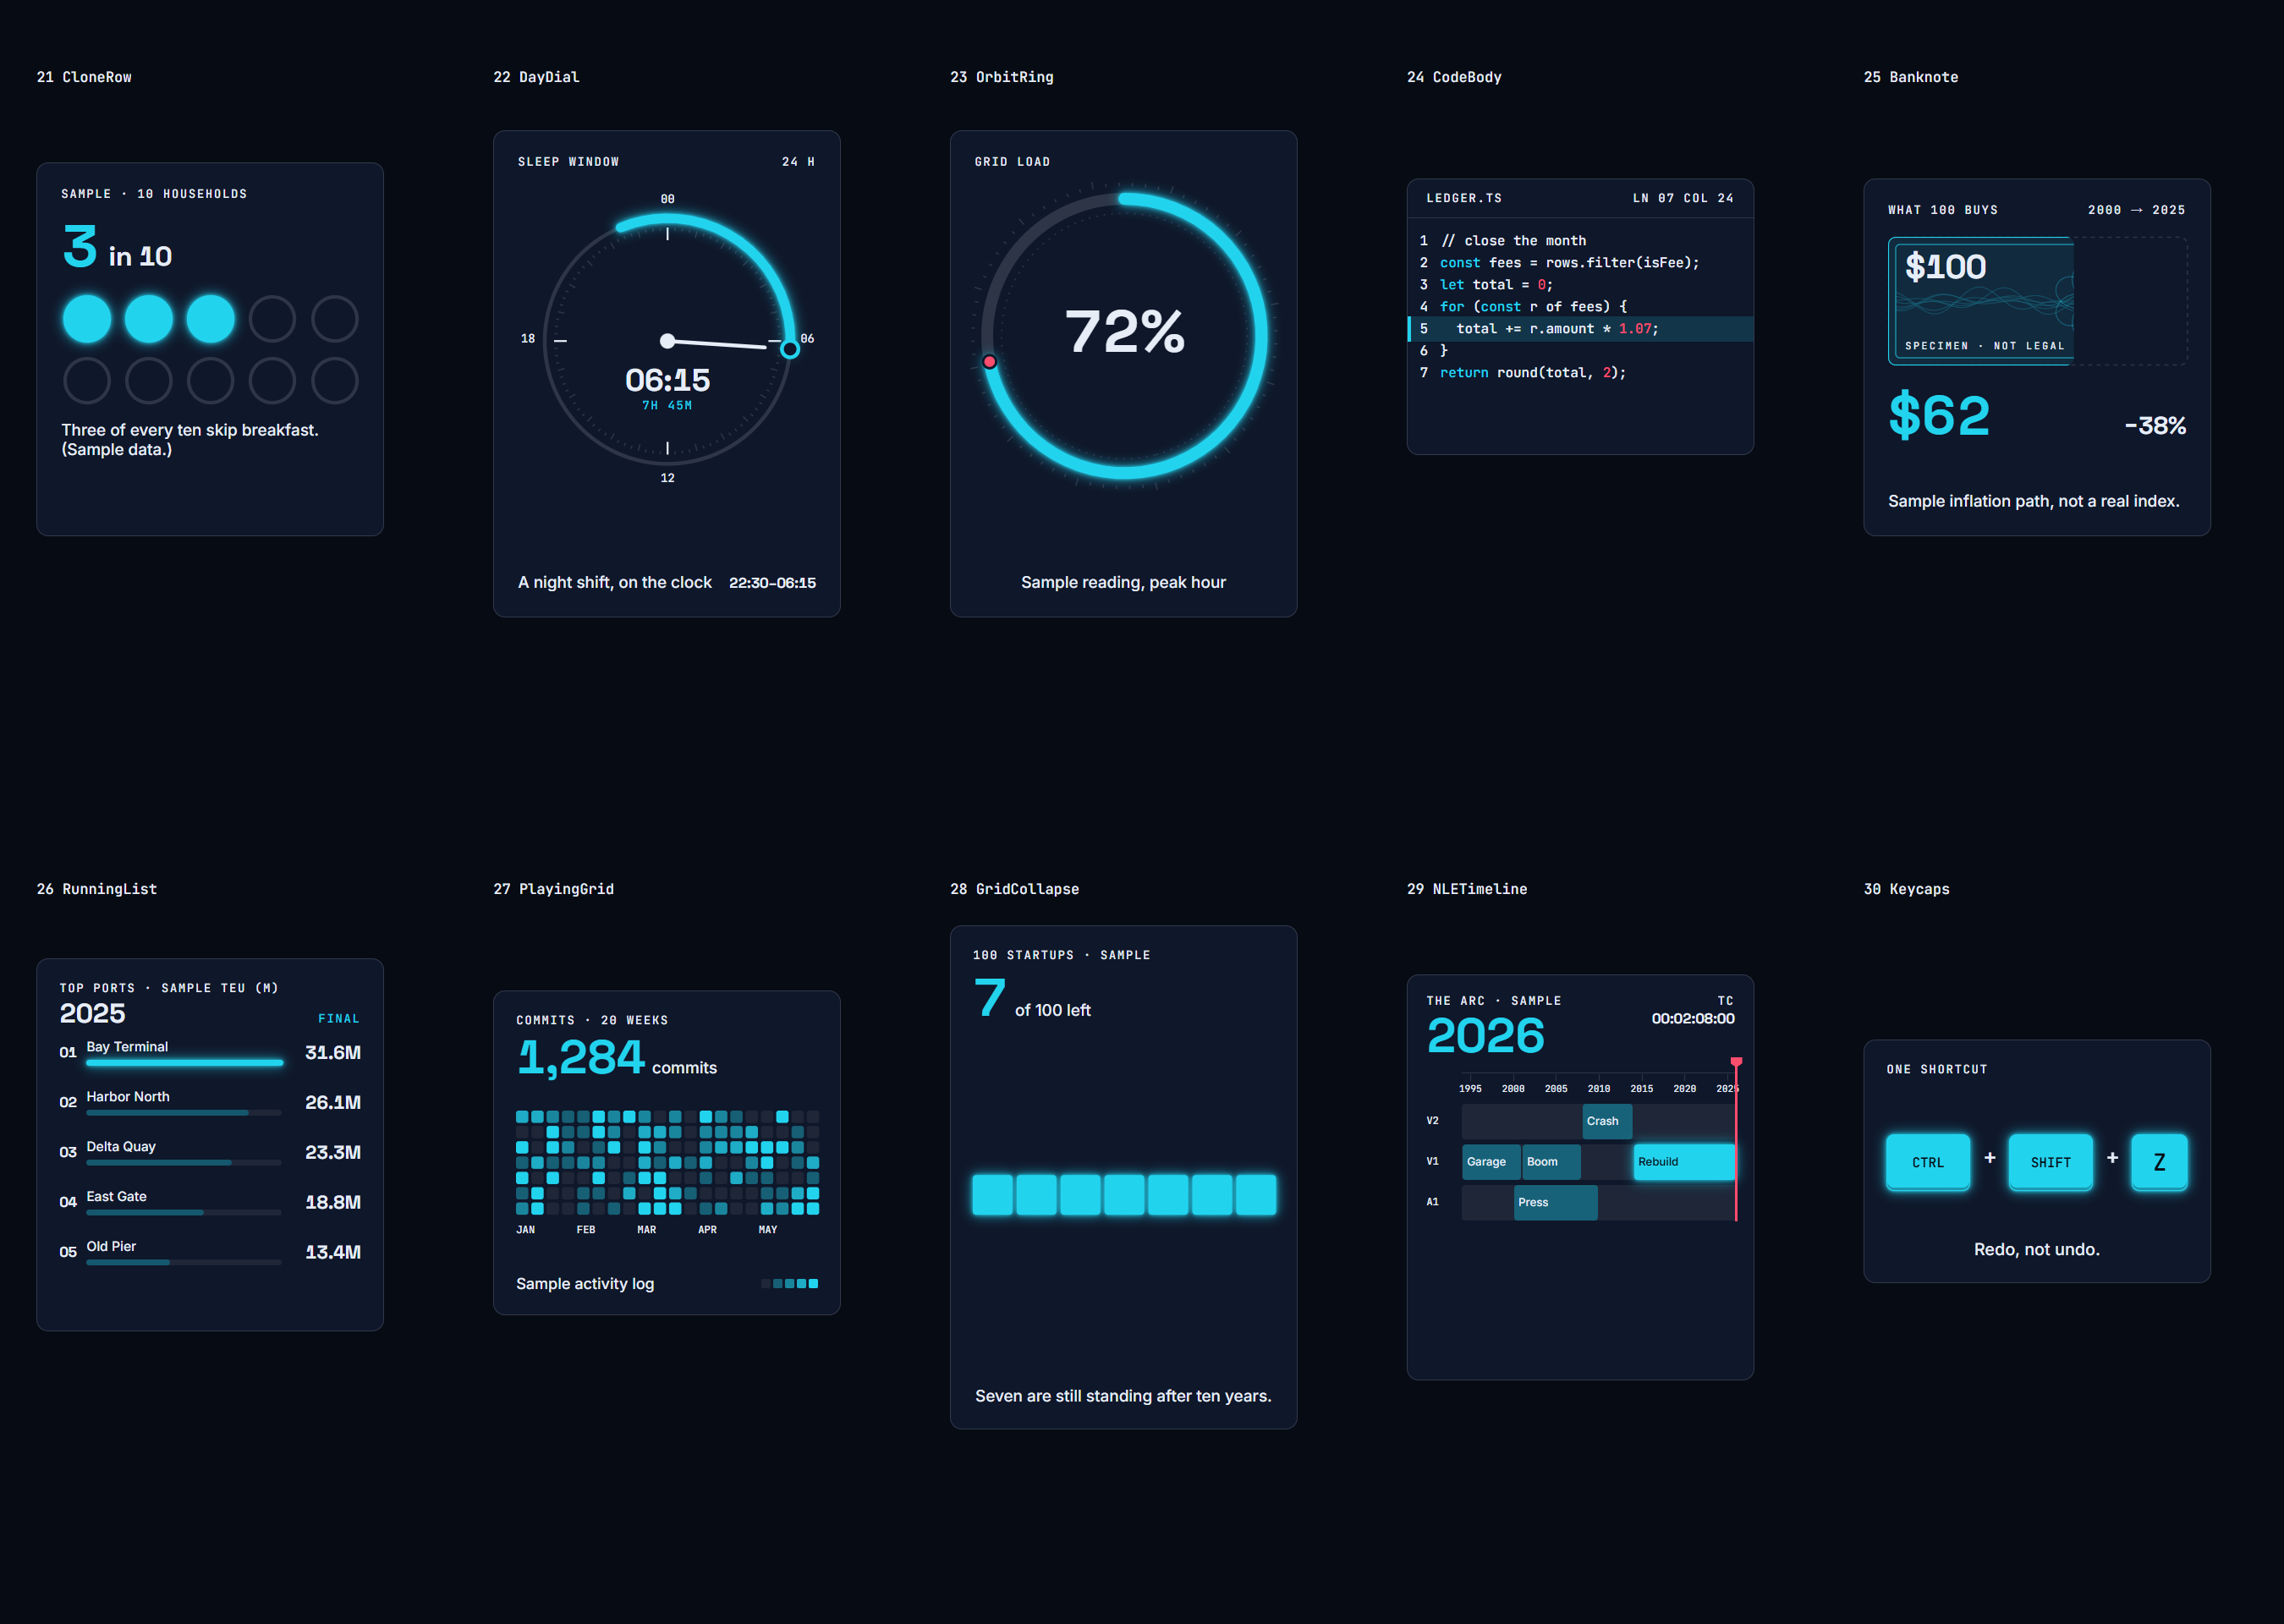 21 CloneRow
SAMPLE · 10 HOUSEHOLDS
3 in 10
Three of every ten skip breakfast.
(Sample data.)
22 DayDial
SLEEP WINDOW 24 H
00
18 06
06:15
7H 45M
12
A night shift, on the clock 22:30–06:15
23 OrbitRing
GRID LOAD
72%
Sample reading, peak hour
24 CodeBody
LEDGER.TS LN 07 COL 24
1 // close the month
2 const fees = rows.filter(isFee);
3 let total = 0;
4 for (const r of fees) {
5 total += r.amount * 1.07;
6 }
7 return round(total, 2);
25 Banknote
WHAT 100 BUYS 2000 → 2025
$100
SPECIMEN · NOT LEGAL
$62 −38%
Sample inflation path, not a real index.
26 RunningList
TOP PORTS · SAMPLE TEU (M)
2025 FINAL
01 Bay Terminal 31.6M
02 Harbor North 26.1M
03 Delta Quay 23.3M
04 East Gate 18.8M
05 Old Pier 13.4M
27 PlayingGrid
COMMITS · 20 WEEKS
1,284 commits
JAN FEB MAR APR MAY
Sample activity log
28 GridCollapse
100 STARTUPS · SAMPLE
7 of 100 left
Seven are still standing after ten years.
29 NLETimeline
THE ARC · SAMPLE TC
2026 00:02:08:00
1995 2000 2005 2010 2015 2020 2025
V2 Crash
V1 Garage Boom Rebuild
A1 Press
30 Keycaps
ONE SHORTCUT
CTRL + SHIFT + Z
Redo, not undo.